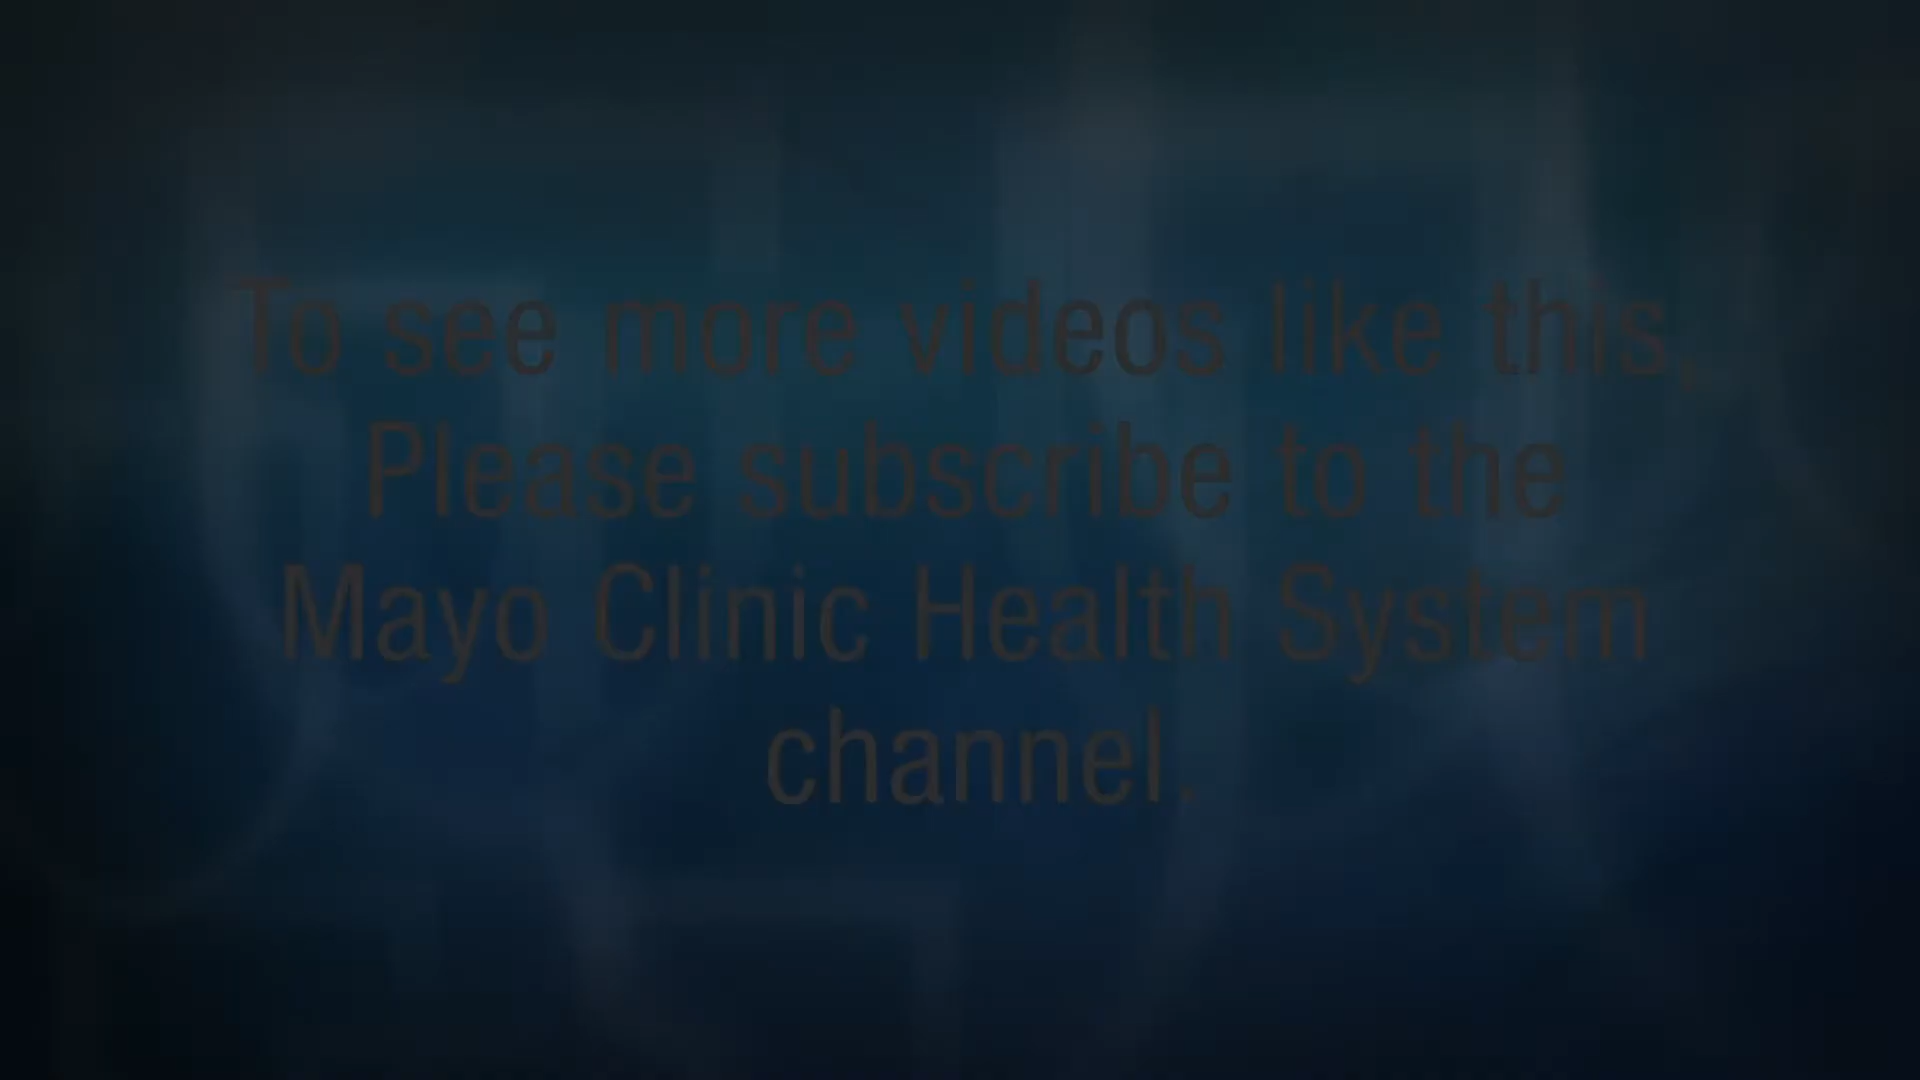 To see more videos like this,
Please subscribe to the
Mayo Clinic Health System
channel.